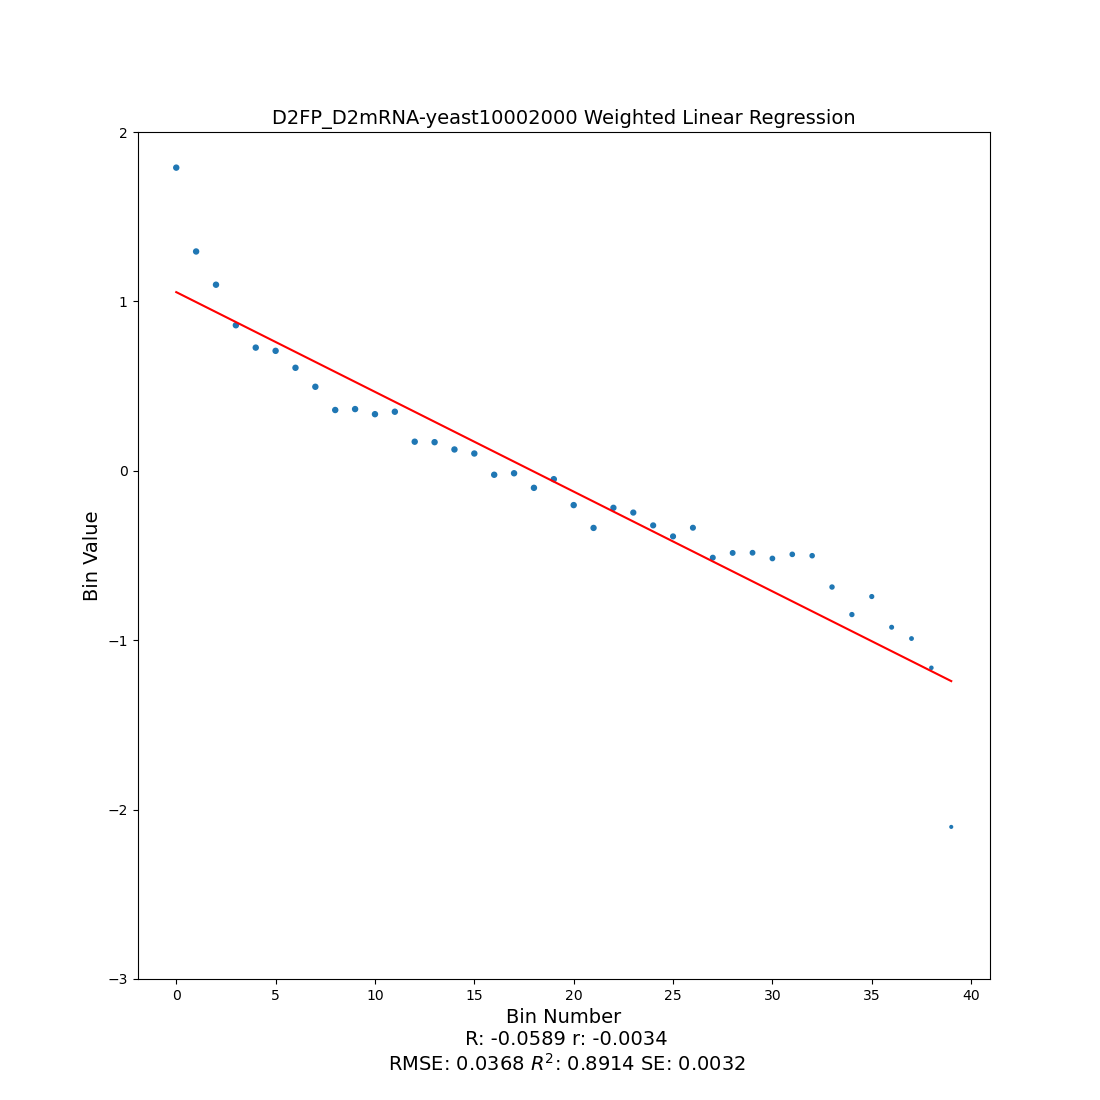 D2FP_D2mRNA-yeast10002000 Weighted Linear Regression
2
1
0
−1
−2
−3
Bin Value
0 5 10 15 20 25 30 35 40
Bin Number
R: -0.0589 r: -0.0034
RMSE: 0.0368 R²: 0.8914 SE: 0.0032